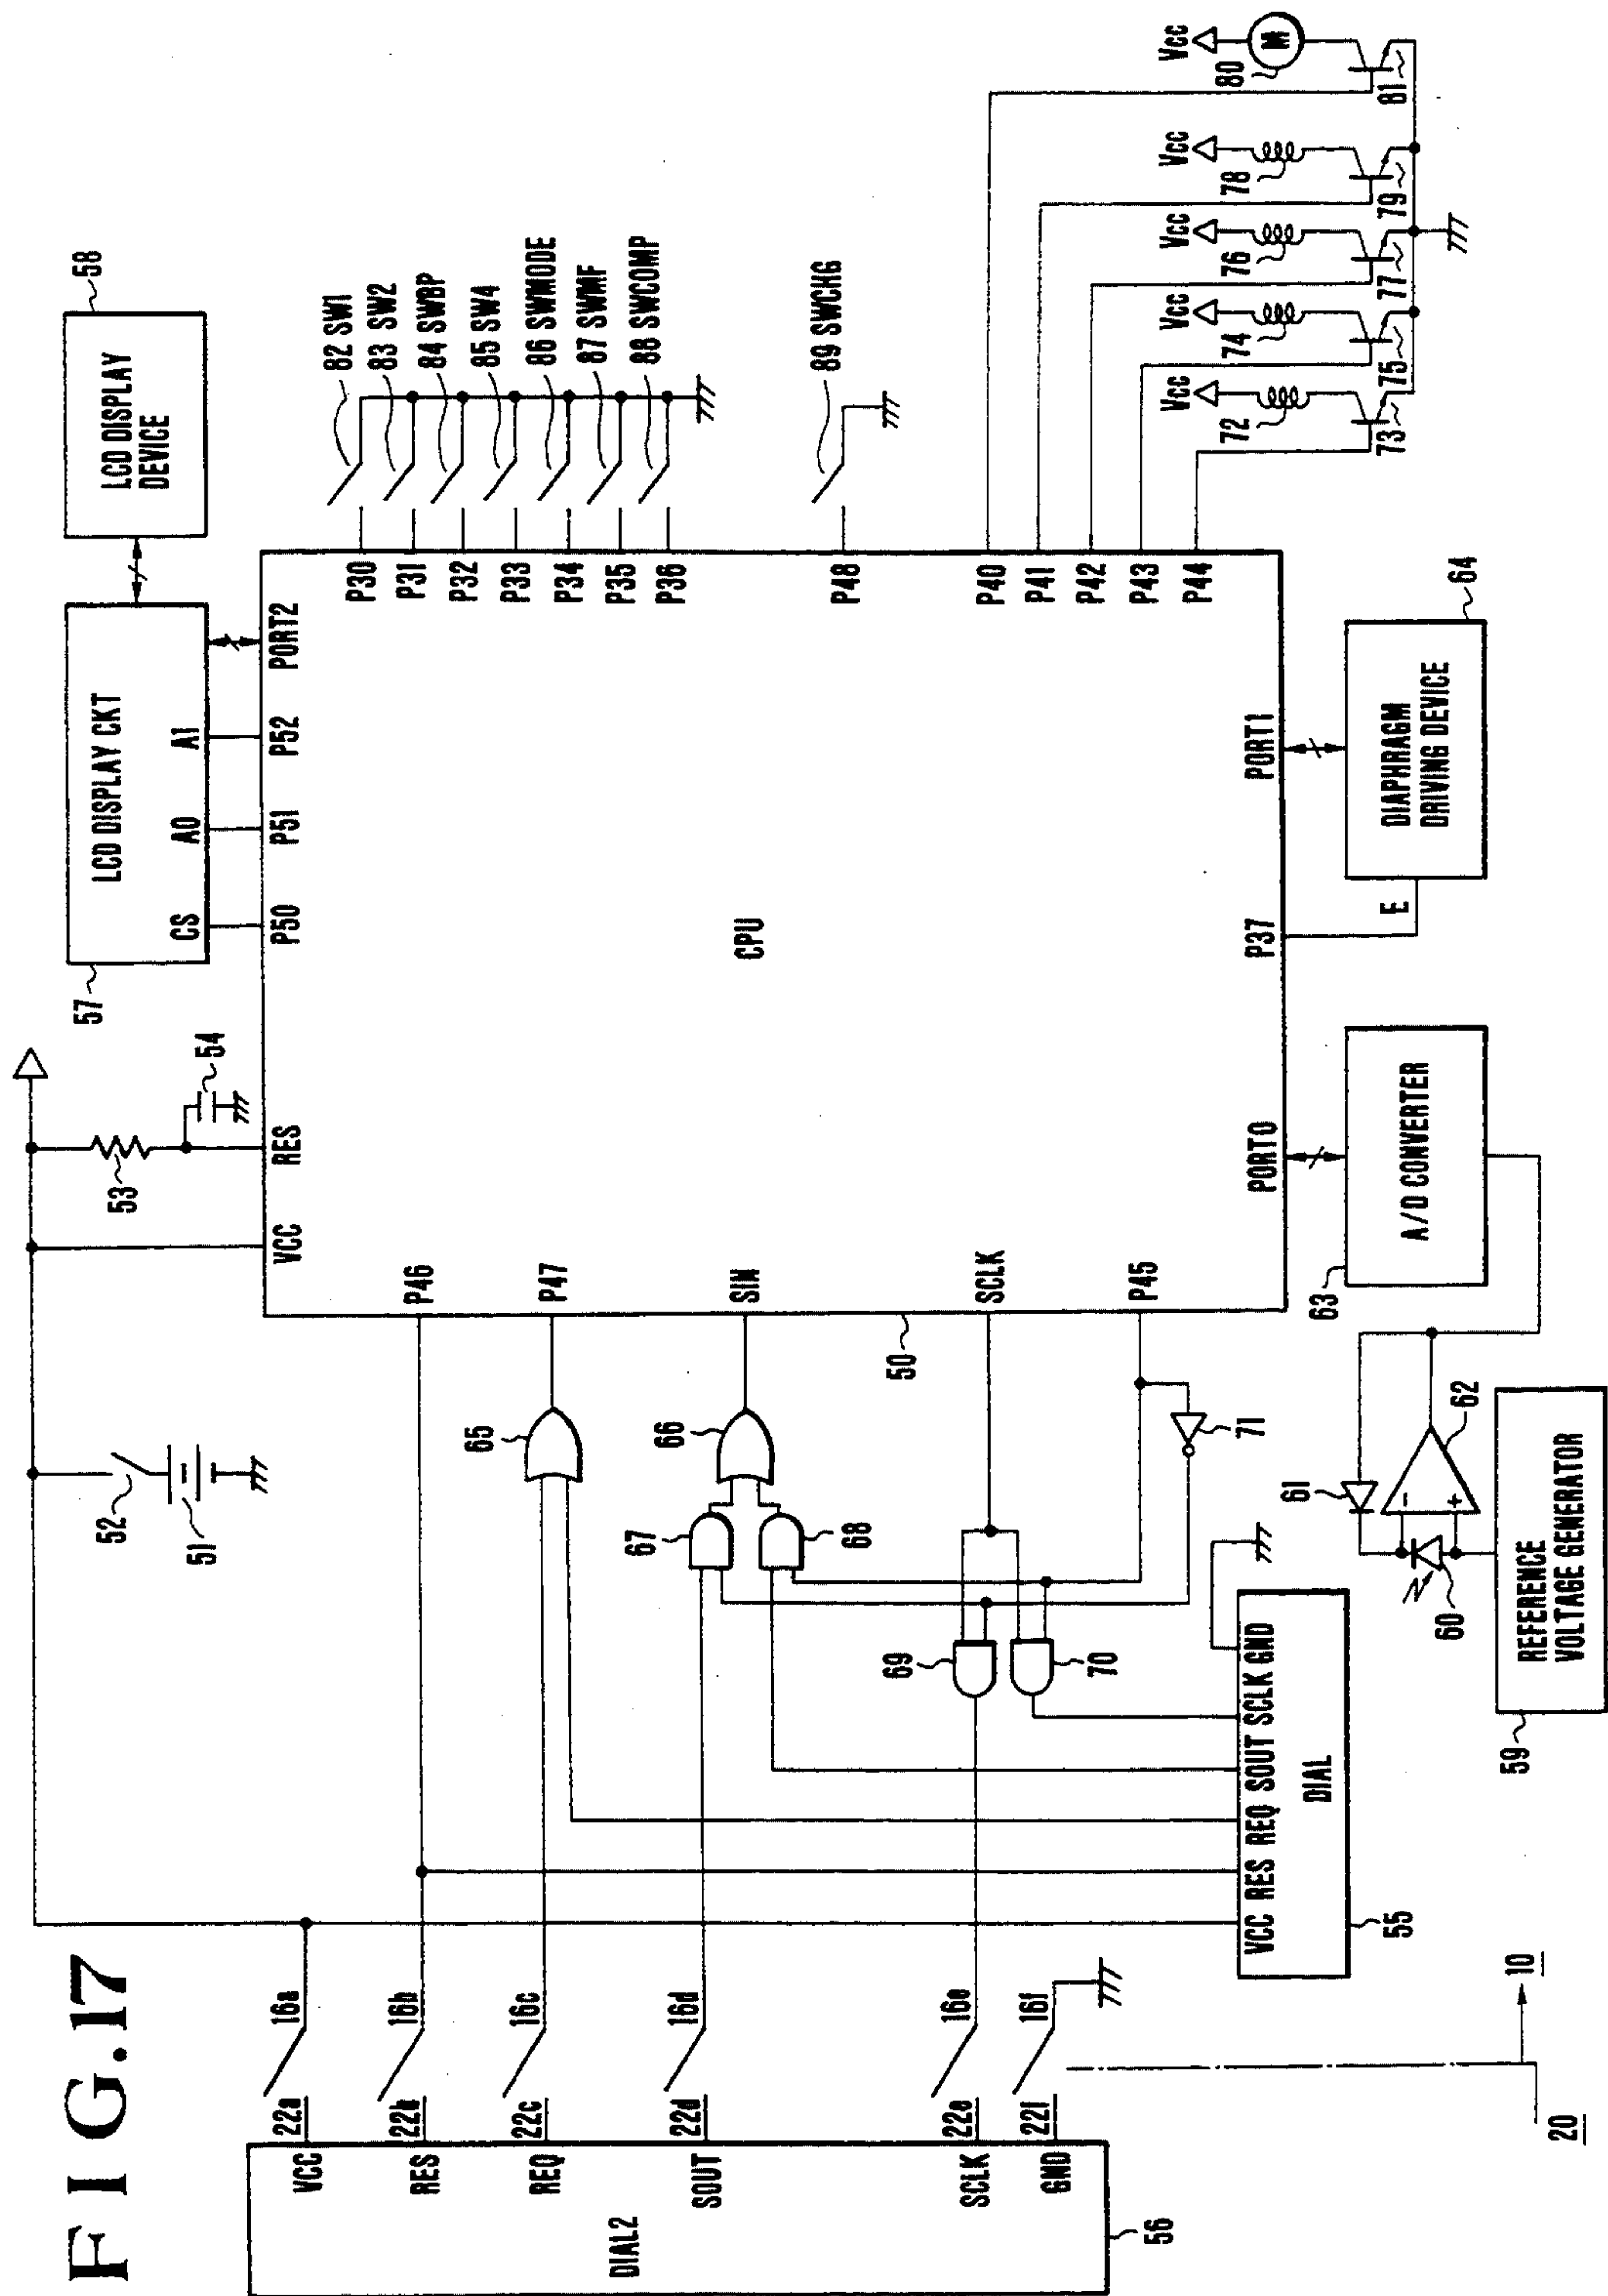 FIG.17
58
LCD DISPLAY
DEVICE
57
LCD DISPLAY CKT
CS
A0
A1
54
53
52
51
VCC
RES
P50
P51
P52
PORT2
82 SW1
83 SW2
84 SWBP
85 SW4
86 SWMODE
87 SWMF
88 SWCOMP
89 SWCHG
P30
P31
P32
P33
P34
P35
P36
P48
P40
P41
P42
P43
P44
CPU
50
P46
P47
SIN
SCLK
P45
PORT0
P37
PORT1
E
65
66
67
68
69
70
71
DIAL2
56
VCC
RES
REQ
SOUT
SCLK
GND
22a
22b
22c
22d
22e
22f
16a
16b
16c
16d
16e
16f
10
20
VCC RES REQ SOUT SCLK GND
DIAL
55
REFERENCE
VOLTAGE GENERATOR
59
60
61
62
-
+
A/D CONVERTER
63
DIAPHRAGM
DRIVING DEVICE
64
Vcc
72
73
Vcc
74
75
Vcc
76
77
Vcc
78
79
Vcc
M
80
81